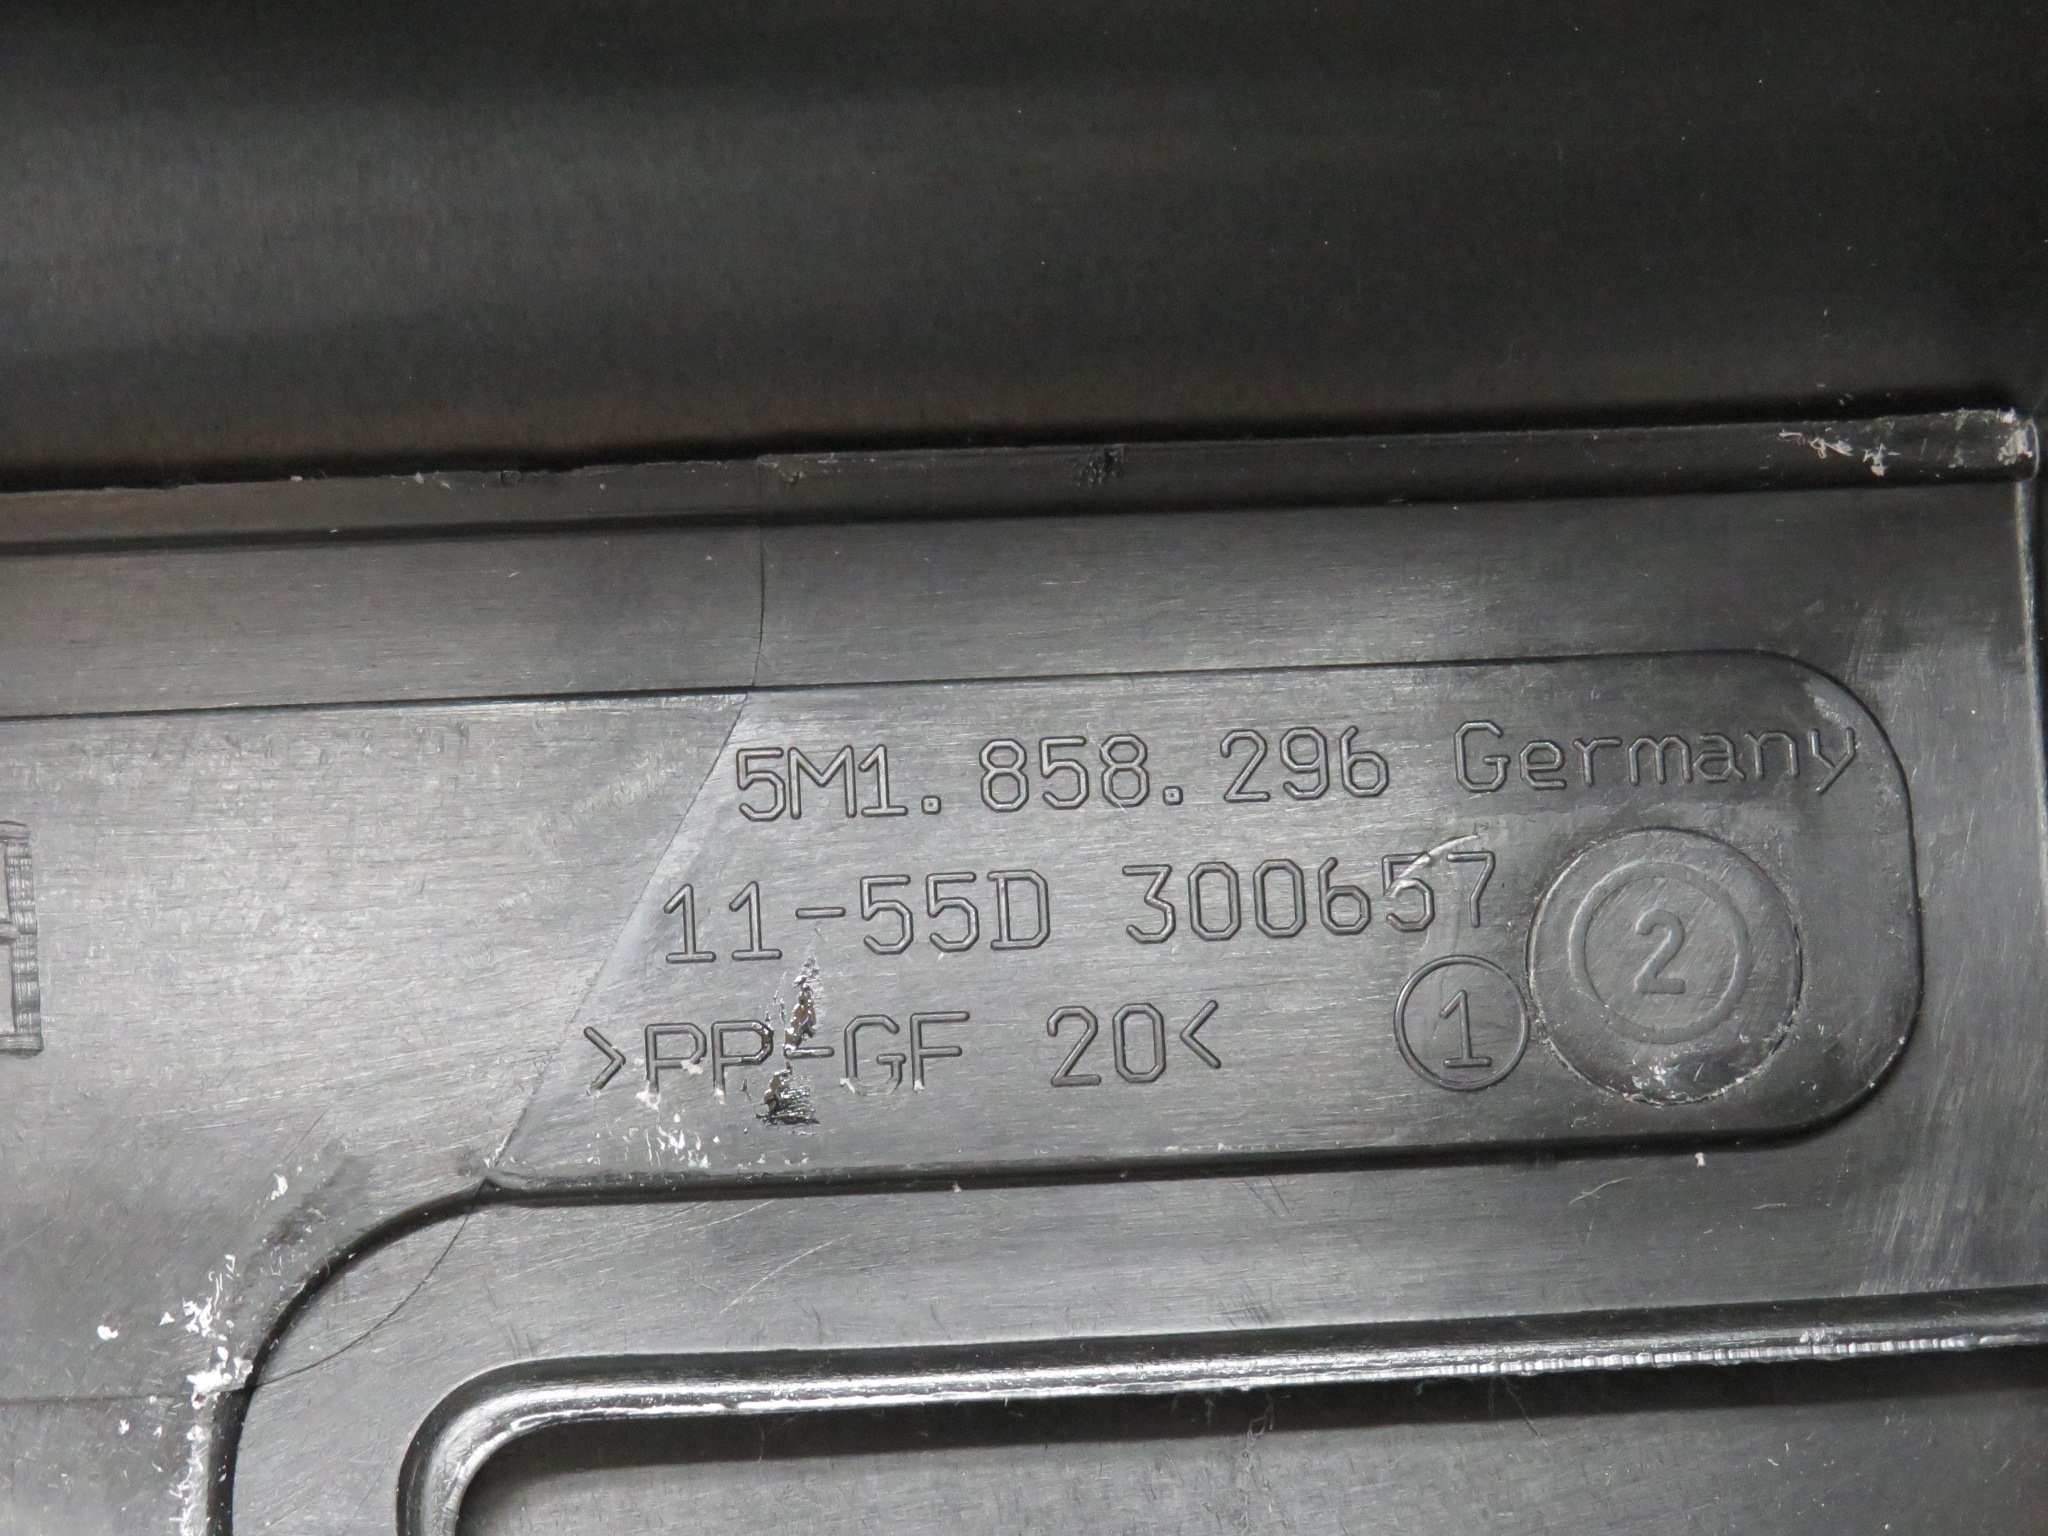 5M1.858.296 Germany
11-55D 300657
>PP-GF 20<
1
2